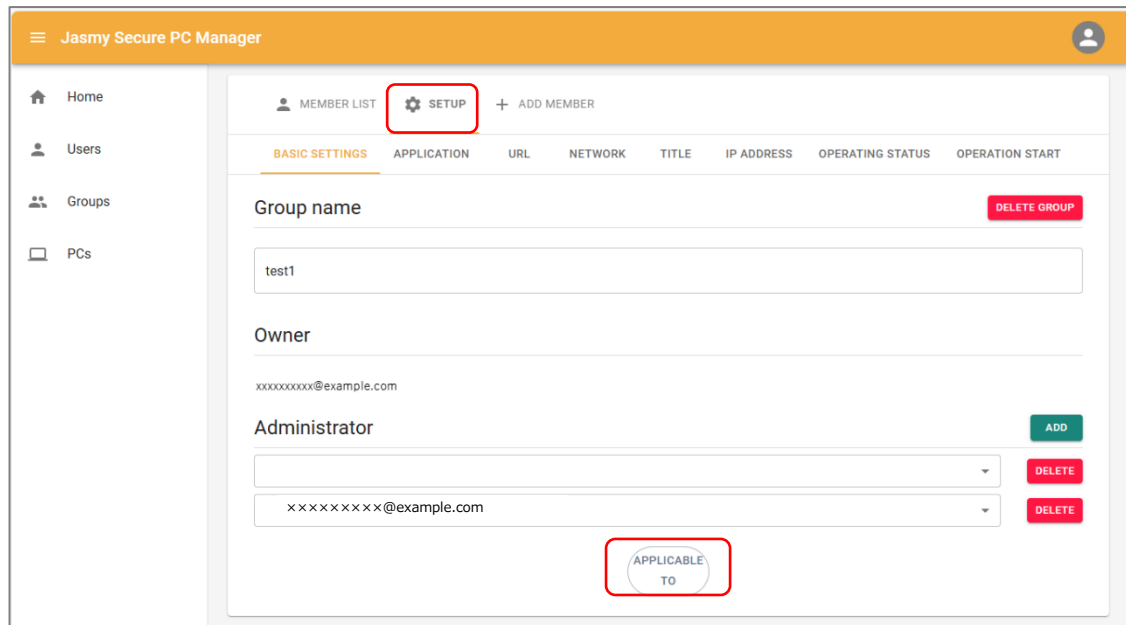 Jasmy Secure PC Manager
Home
Users
Groups
PCs
MEMBER LIST SETUP ADD MEMBER
BASIC SETTINGS APPLICATION URL NETWORK TITLE IP ADDRESS OPERATING STATUS OPERATION START
Group name DELETE GROUP
test1
Owner
xxxxxxxxxx@example.com
Administrator ADD
DELETE
×××××××××@example.com DELETE
APPLICABLE
TO